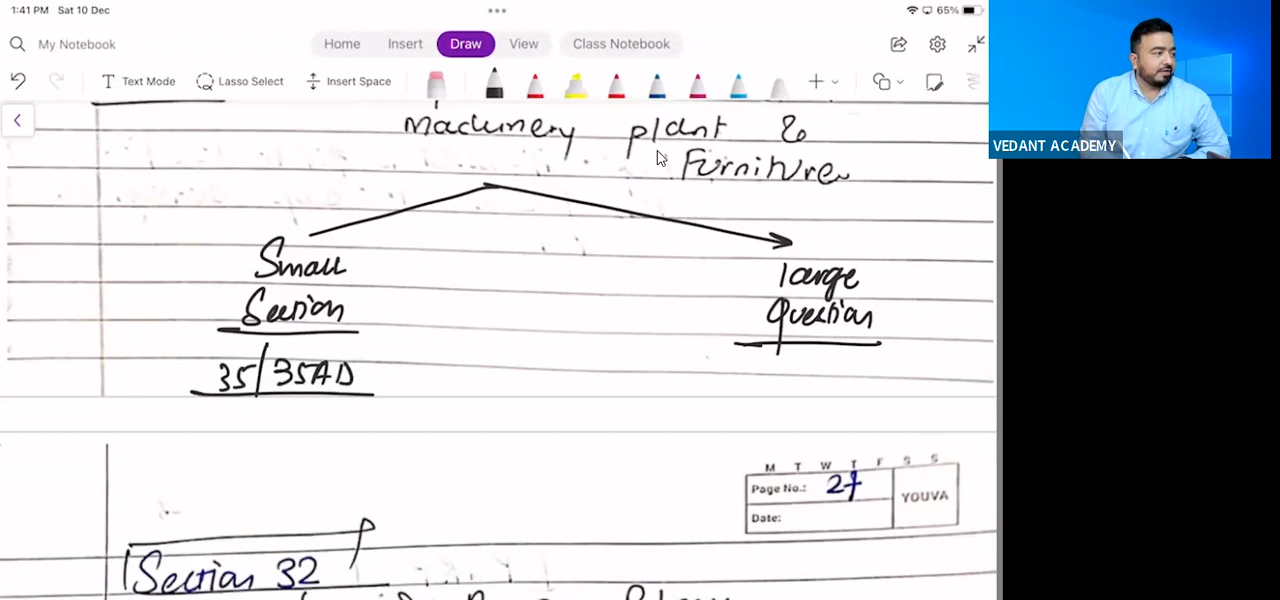 1:41 PM Sat 10 Dec
65%
My Notebook
Home Insert Draw View Class Notebook
Text Mode Lasso Select Insert Space
VEDANT ACADEMY
Machinery plant &
Furniture
Small
Section
35/35AD
large
Question
M T W T F S S
Page No.: 27
YOUVA
Date:
Section 32